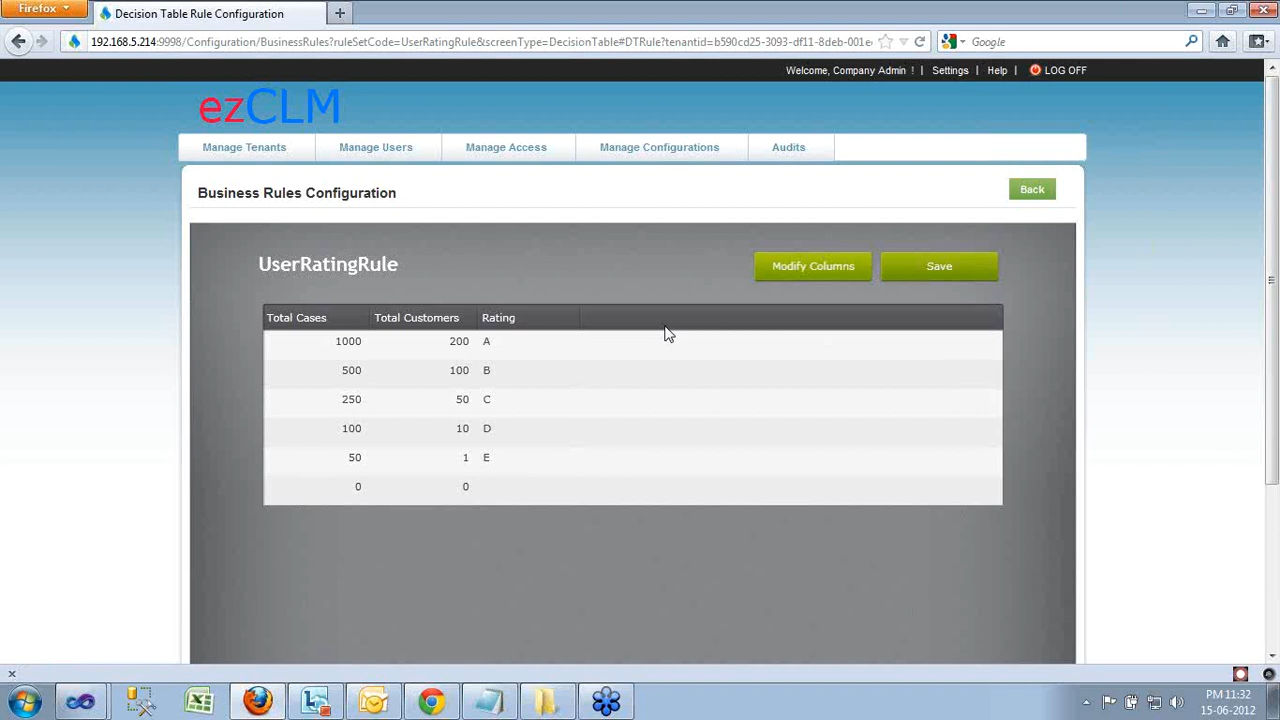 Firefox
Decision Table Rule Configuration
192.168.5.214:9998/Configuration/BusinessRules?ruleSetCode=UserRatingRule&screenType=DecisionTable#DTRule?tenantid=b590cd25-3093-df11-8deb-001e
Google
Welcome, Company Admin ! | Settings | Help | LOG OFF
ezCLM
Manage Tenants
Manage Users
Manage Access
Manage Configurations
Audits
Business Rules Configuration
Back
UserRatingRule
Modify Columns
Save
Total Cases Total Customers Rating
1000 200 A
500 100 B
250 50 C
100 10 D
50 1 E
0 0
PM 11:32
15-06-2012